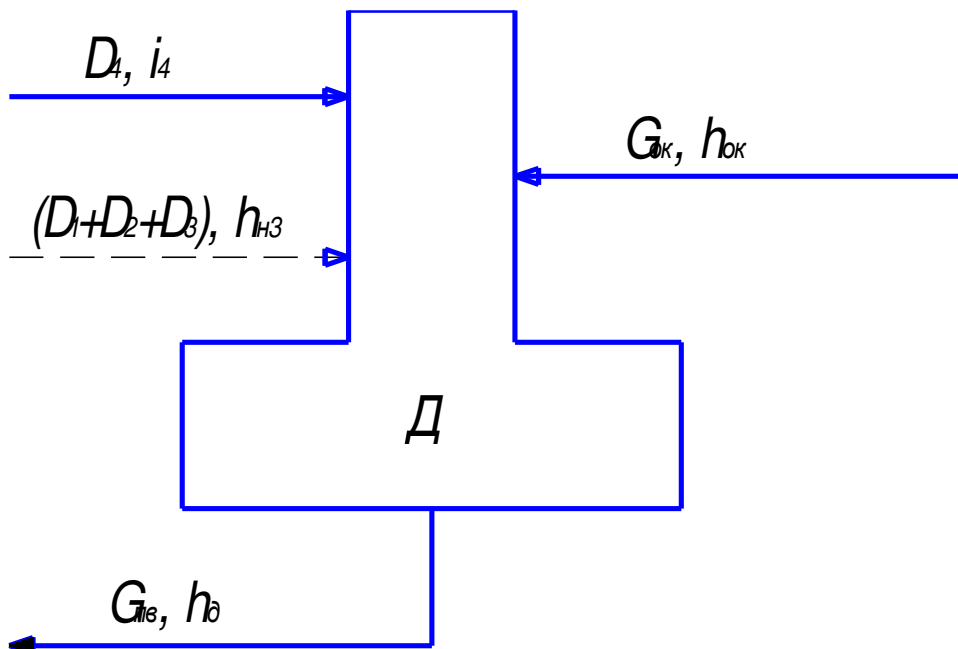 D₄, i₄
Gок, hок
(D₁+D₂+D₃), hн3
Д
Gпв, hд